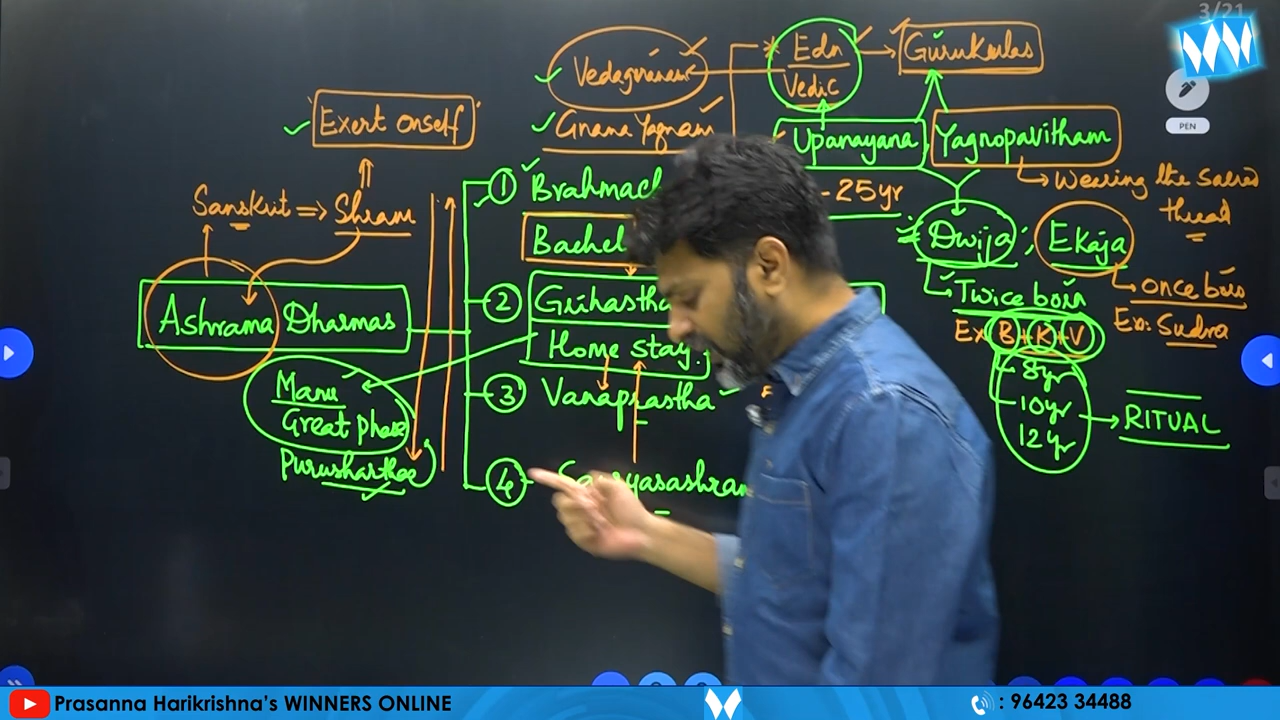 3/21
PEN
Edn
Vedic
Gurukulas
Vedagnanam
Gnana Yagnam
Exert onself
Upanayana, Yagnopavitham
Wearing the sacred
thread
Sanskrit => Shram
① Brahmach
- 25yr
Bachel
Dwija ; Ekaja
Twice born
once born
Ex B+K+V
Ex: Sudra
8yr
10yr
12yr
RITUAL
Ashrama Dharmas
② Grihastha
Home stay.
Manu
Great phase
Purusharthee
③ Vanaprastha
④ Sanyasashram
Prasanna Harikrishna's WINNERS ONLINE
W
: 96423 34488